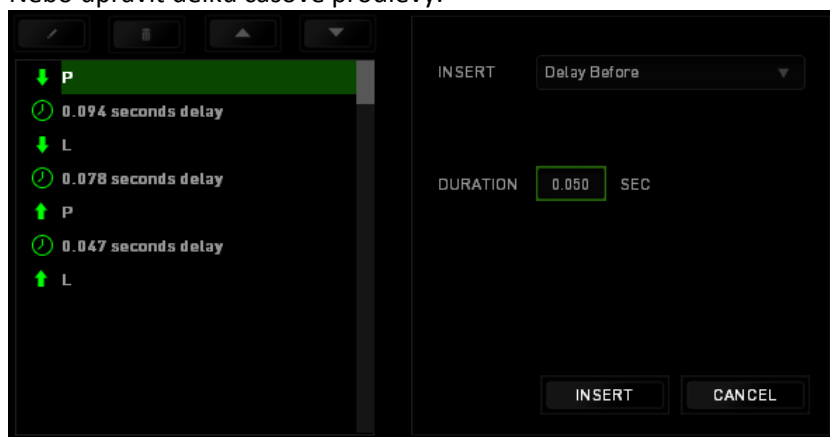 Nebo upravit délku časové prodlevy.
P
0.094 seconds delay
L
0.078 seconds delay
P
0.047 seconds delay
L
INSERT Delay Before
DURATION 0.050 SEC
INSERT CANCEL